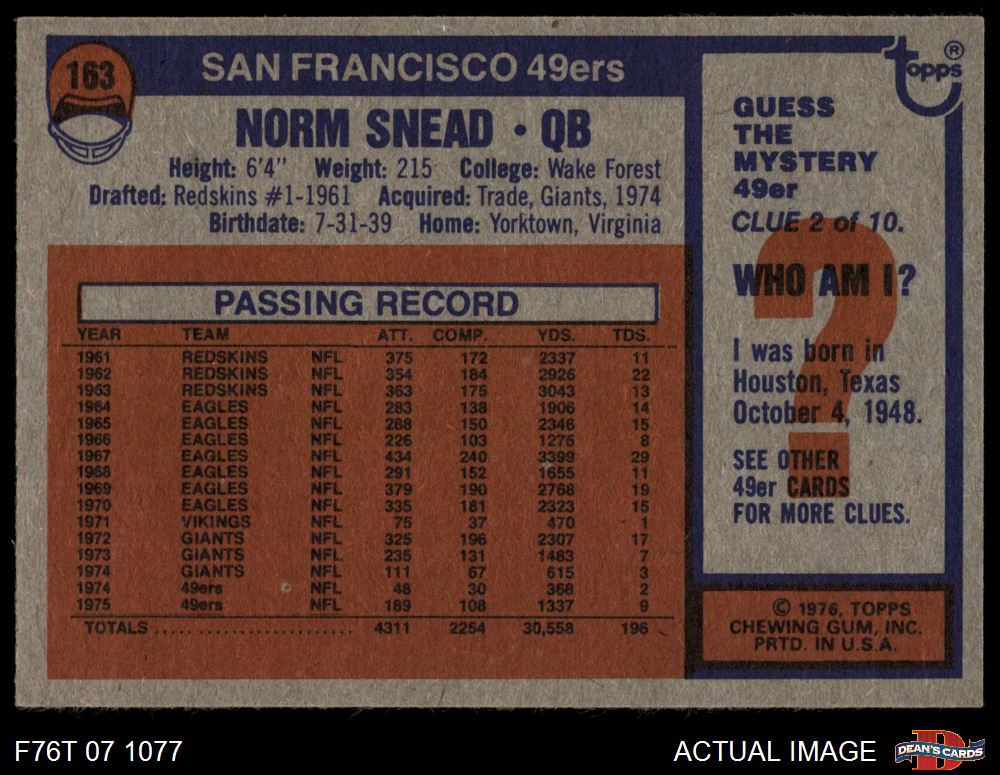 163
SAN FRANCISCO 49ers
NORM SNEAD • QB
Height: 6'4" Weight: 215 College: Wake Forest
Drafted: Redskins #1-1961 Acquired: Trade, Giants, 1974
Birthdate: 7-31-39 Home: Yorktown, Virginia
PASSING RECORD
YEAR TEAM ATT. COMP. YDS. TDS.
1961 REDSKINS NFL 375 172 2337 11
1962 REDSKINS NFL 354 184 2926 22
1963 REDSKINS NFL 363 175 3043 13
1964 EAGLES NFL 283 138 1906 14
1965 EAGLES NFL 288 150 2346 15
1966 EAGLES NFL 226 103 1275 8
1967 EAGLES NFL 434 240 3399 29
1968 EAGLES NFL 291 152 1655 11
1969 EAGLES NFL 379 190 2768 19
1970 EAGLES NFL 335 181 2323 15
1971 VIKINGS NFL 75 37 470 1
1972 GIANTS NFL 325 196 2307 17
1973 GIANTS NFL 235 131 1483 7
1974 GIANTS NFL 111 67 615 3
1974 49ers NFL 48 30 368 2
1975 49ers NFL 189 108 1337 9
TOTALS ........................ 4311 2254 30,558 196
Topps ®
GUESS
THE
MYSTERY
49er
CLUE 2 of 10.
?
WHO AM I?
I was born in
Houston, Texas
October 4, 1948.
SEE OTHER
49er CARDS
FOR MORE CLUES.
© 1976, TOPPS
CHEWING GUM, INC.
PRTD. IN U.S.A.
F76T 07 1077
ACTUAL IMAGE
D
DEAN'S CARDS